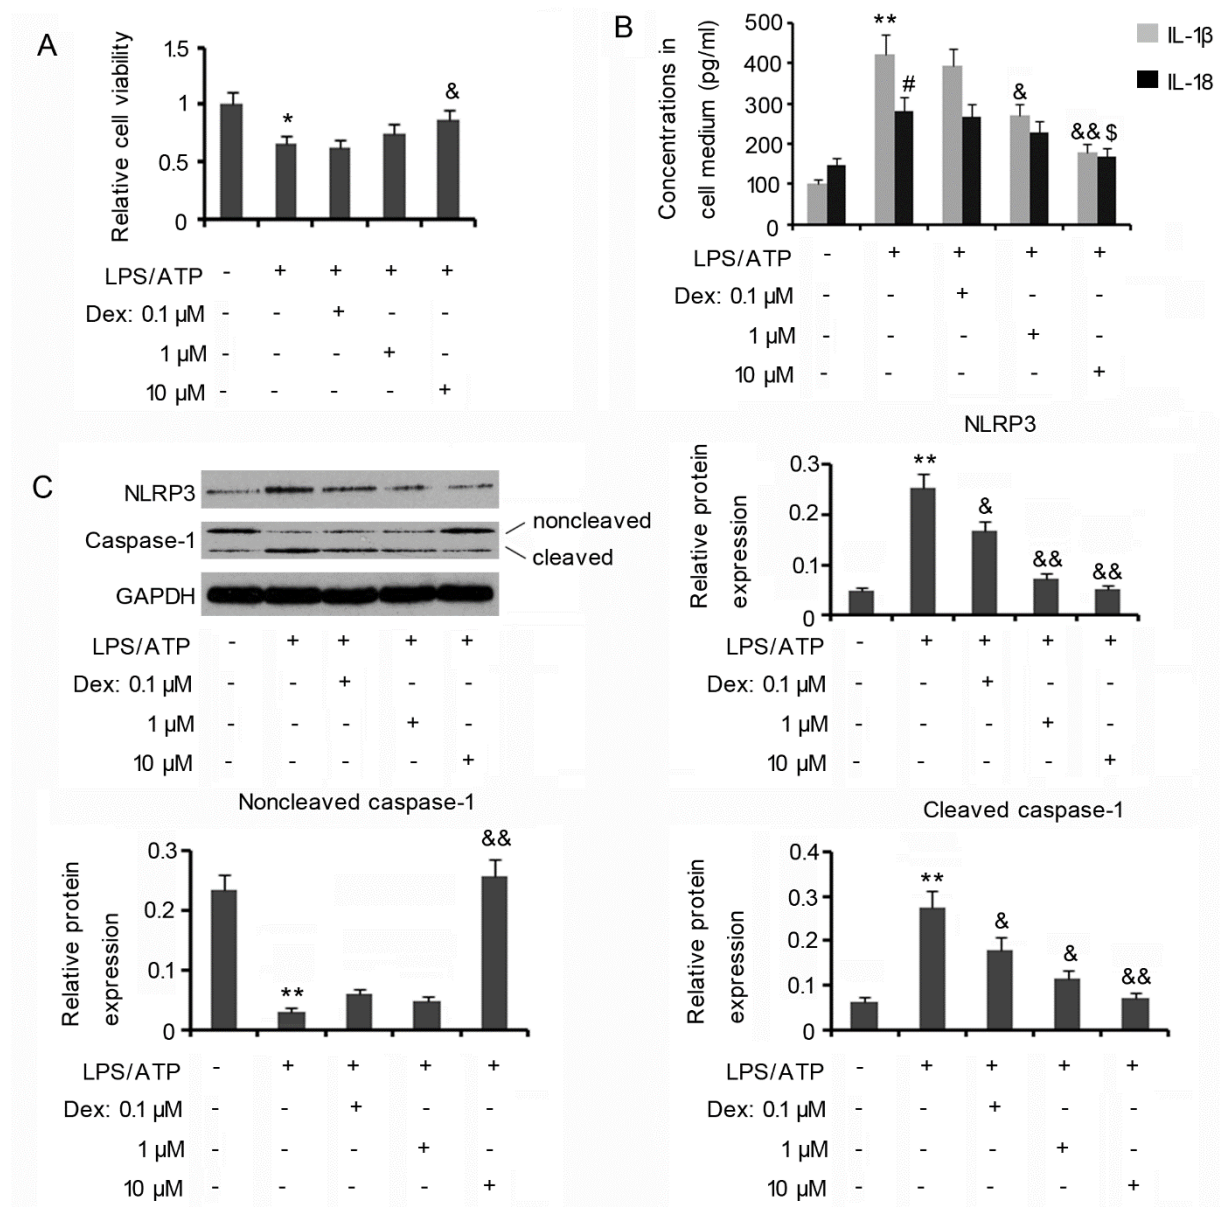 A
Relative cell viability
1.5
1
0.5
0
*
&
LPS/ATP - + + + +
Dex: 0.1 µM - - + - -
1 µM - - - + -
10 µM - - - - +
B
Concentrations in
cell medium (pg/ml)
500
400
300
200
100
0
**
#
&
&& $
IL-1β
IL-18
LPS/ATP - + + + +
Dex: 0.1 µM - - + - -
1 µM - - - + -
10 µM - - - - +
C
NLRP3
Caspase-1
noncleaved
cleaved
GAPDH
LPS/ATP - + + + +
Dex: 0.1 µM - - + - -
1 µM - - - + -
10 µM - - - - +
NLRP3
Relative protein
expression
0.3
0.2
0.1
0
**
&
&&
&&
LPS/ATP - + + + +
Dex: 0.1 µM - - + - -
1 µM - - - + -
10 µM - - - - +
Noncleaved caspase-1
Relative protein
expression
0.3
0.2
0.1
0
**
&&
LPS/ATP - + + + +
Dex: 0.1 µM - - + - -
1 µM - - - + -
10 µM - - - - +
Cleaved caspase-1
Relative protein
expression
0.4
0.3
0.2
0.1
0
**
&
&
&&
LPS/ATP - + + + +
Dex: 0.1 µM - - + - -
1 µM - - - + -
10 µM - - - - +